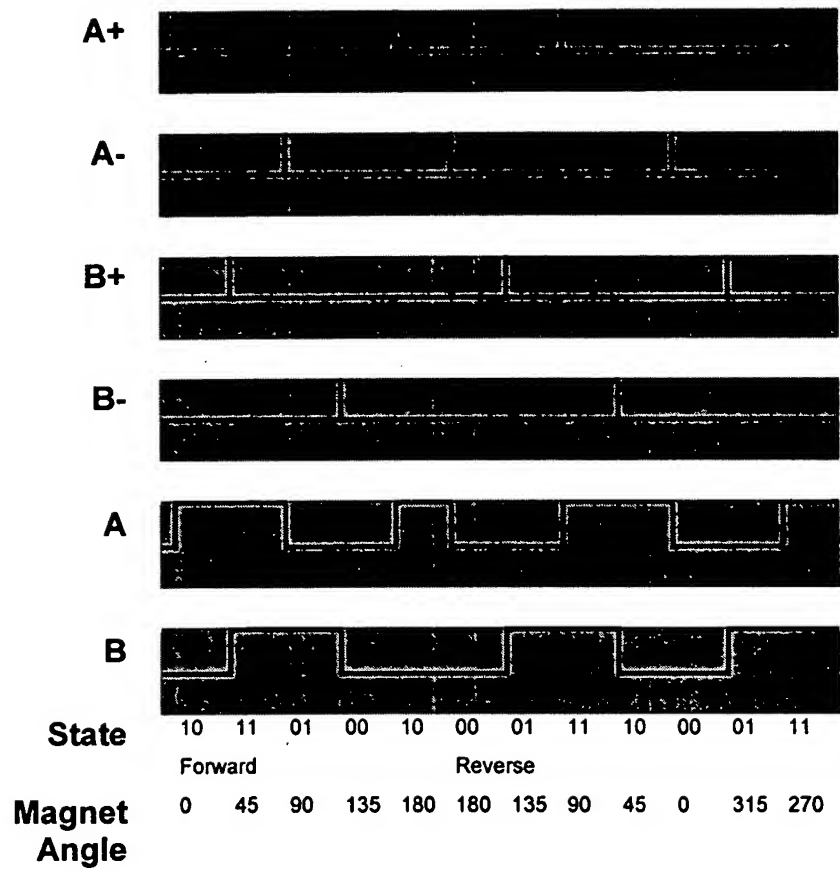 A+
A-
B+
B-
A
B
State 10 11 01 00 10 00 01 11 10 00 01 11
Forward Reverse
Magnet 0 45 90 135 180 180 135 90 45 0 315 270
Angle